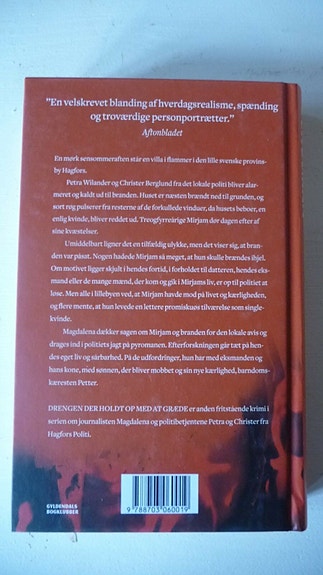 "En velskrevet blanding af hverdagsrealisme, spænding
og troværdige personportrætter."
Aftonbladet
En mørk sensommeraften står en villa i flammer i den lille svenske provins-
by Hagfors.
Petra Wilander og Christer Berglund fra det lokale politi bliver alar-
meret og kaldt ud til branden. Huset er næsten brændt ned til grunden, og
sort røg pulserer fra resterne af de forkullede vinduer, da husets beboer, en
enlig kvinde, bliver reddet ud. Treogfyrreårige Mirjam dør dagen efter af
sine kvæstelser.
Umiddelbart ligner det en tilfældig ulykke, men det viser sig, at bran-
den var påsat. Nogen hadede Mirjam så meget, at hun skulle brændes ihjel.
Om motivet ligger skjult i hendes fortid, i forholdet til datteren, hendes eks-
mand eller de mange mænd, der kom og gik i Mirjams liv, er op til politiet at
løse. Men alle i lillebyen ved, at Mirjam havde mod på livet og kærligheden,
og flere mente, at hun levede en lettere promiskuøs tilværelse som single-
kvinde.
Magdalena dækker sagen om Mirjam og branden for den lokale avis og
drages ind i politiets jagt på pyromanen. Efterforskningen går tæt på hen-
des eget liv og sårbarhed. På de udfordringer, hun har med eksmanden og
hans kone, med sønnen, der bliver mobbet og sin nye kærlighed, barndoms-
kæresten Petter.
DRENGEN DER HOLDT OP MED AT GRÆDE er anden fritstående krimi i
serien om journalisten Magdalena og politibetjentene Petra og Christer fra
Hagfors Politi.
GYLDENDALS
BOGKLUBBER
9 788703 060019